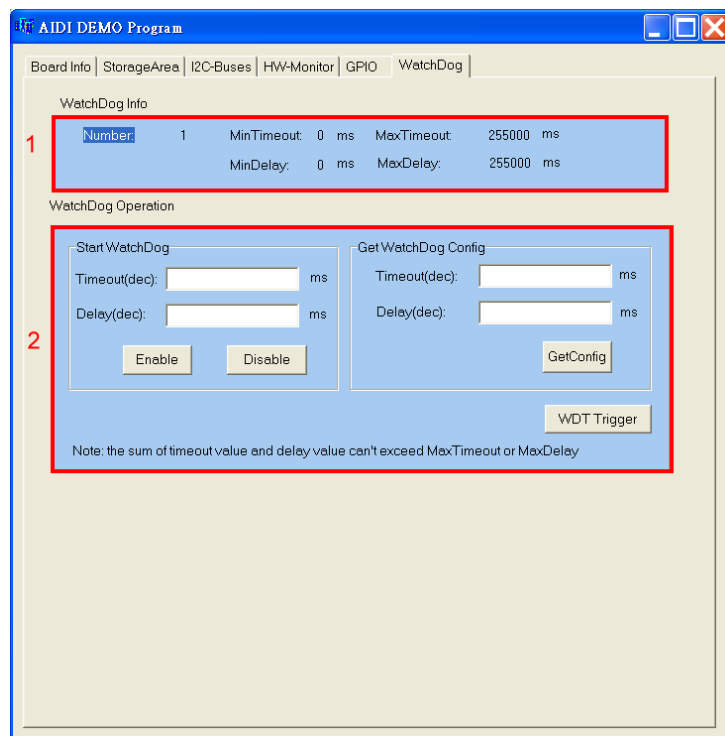 AIDI DEMO Program
Board Info StorageArea I2C-Buses HW-Monitor GPIO WatchDog
WatchDog Info
1
Number: 1 MinTimeout: 0 ms MaxTimeout: 255000 ms
MinDelay: 0 ms MaxDelay: 255000 ms
WatchDog Operation
2
Start WatchDog
Timeout(dec): ms
Delay(dec): ms
Enable Disable
Get WatchDog Config
Timeout(dec): ms
Delay(dec): ms
GetConfig
WDT Trigger
Note: the sum of timeout value and delay value can't exceed MaxTimeout or MaxDelay